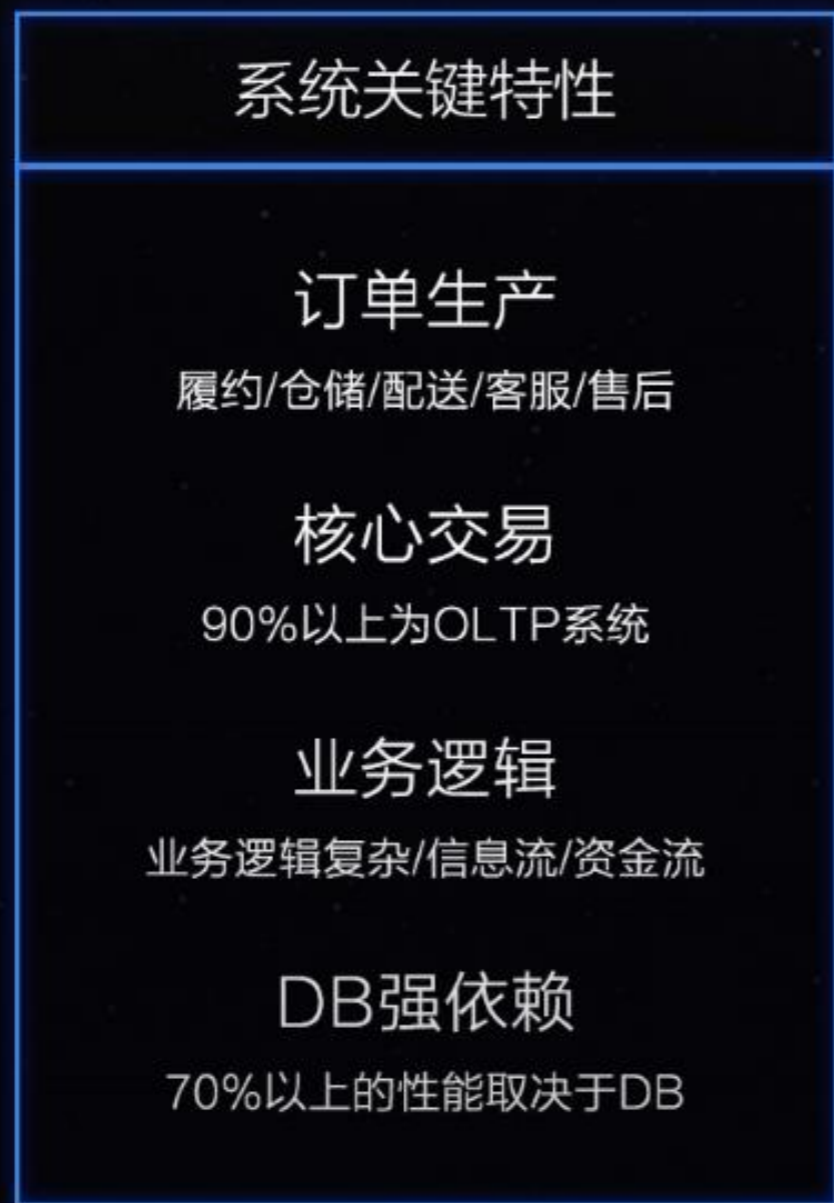 系统关键特性
订单生产
履约/仓储/配送/客服/售后
核心交易
90%以上为OLTP系统
业务逻辑
业务逻辑复杂/信息流/资金流
DB强依赖
70%以上的性能取决于DB